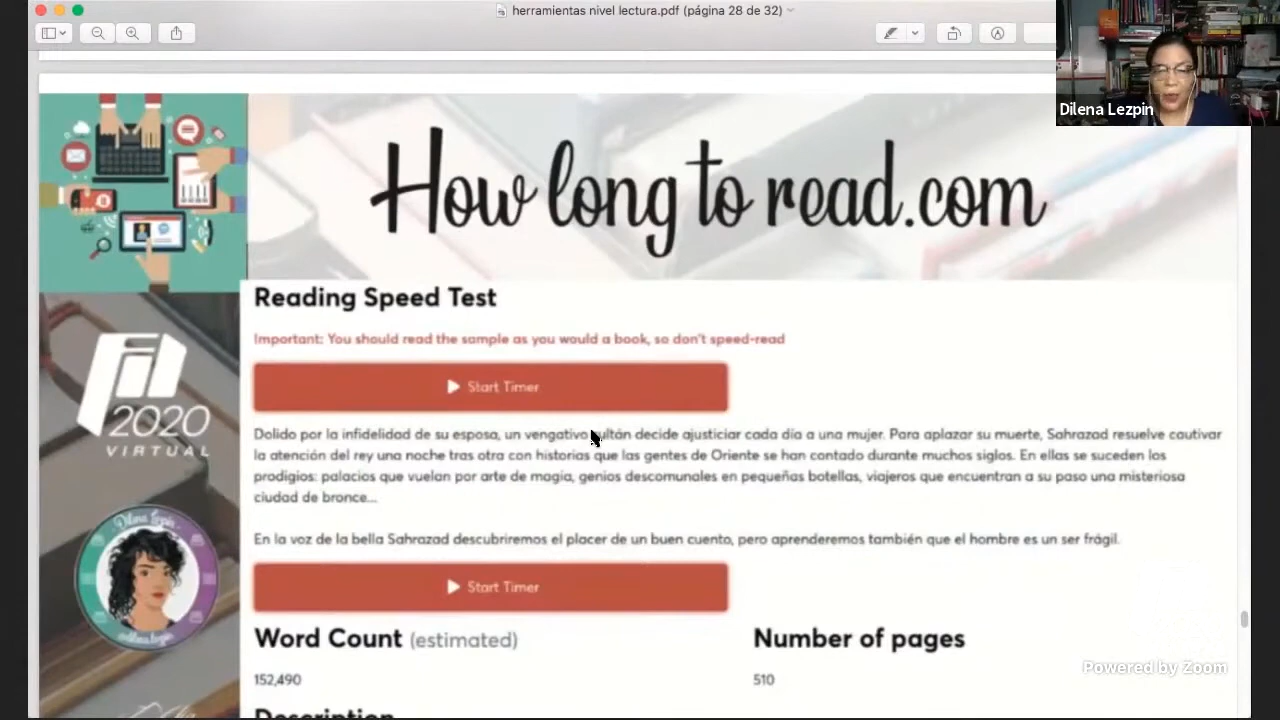 herramientas nivel lectura.pdf (página 28 de 32)
Dilena Lezpin
How long to read.com
Reading Speed Test
Important: You should read the sample as you would a book, so don't speed-read
Start Timer
Dolido por la infidelidad de su esposa, un vengativo sultán decide ajusticiar cada día a una mujer. Para aplazar su muerte, Sahrazad resuelve cautivar
la atención del rey una noche tras otra con historias que las gentes de Oriente se han contado durante muchos siglos. En ellas se suceden los
prodigios: palacios que vuelan por arte de magia, genios descomunales en pequeñas botellas, viajeros que encuentran a su paso una misteriosa
ciudad de bronce...
En la voz de la bella Sahrazad descubriremos el placer de un buen cuento, pero aprenderemos también que el hombre es un ser frágil.
Start Timer
Word Count (estimated)
Number of pages
152,490
510
Description
fil
2020
VIRTUAL
Dilena Lezpin
Powered by Zoom